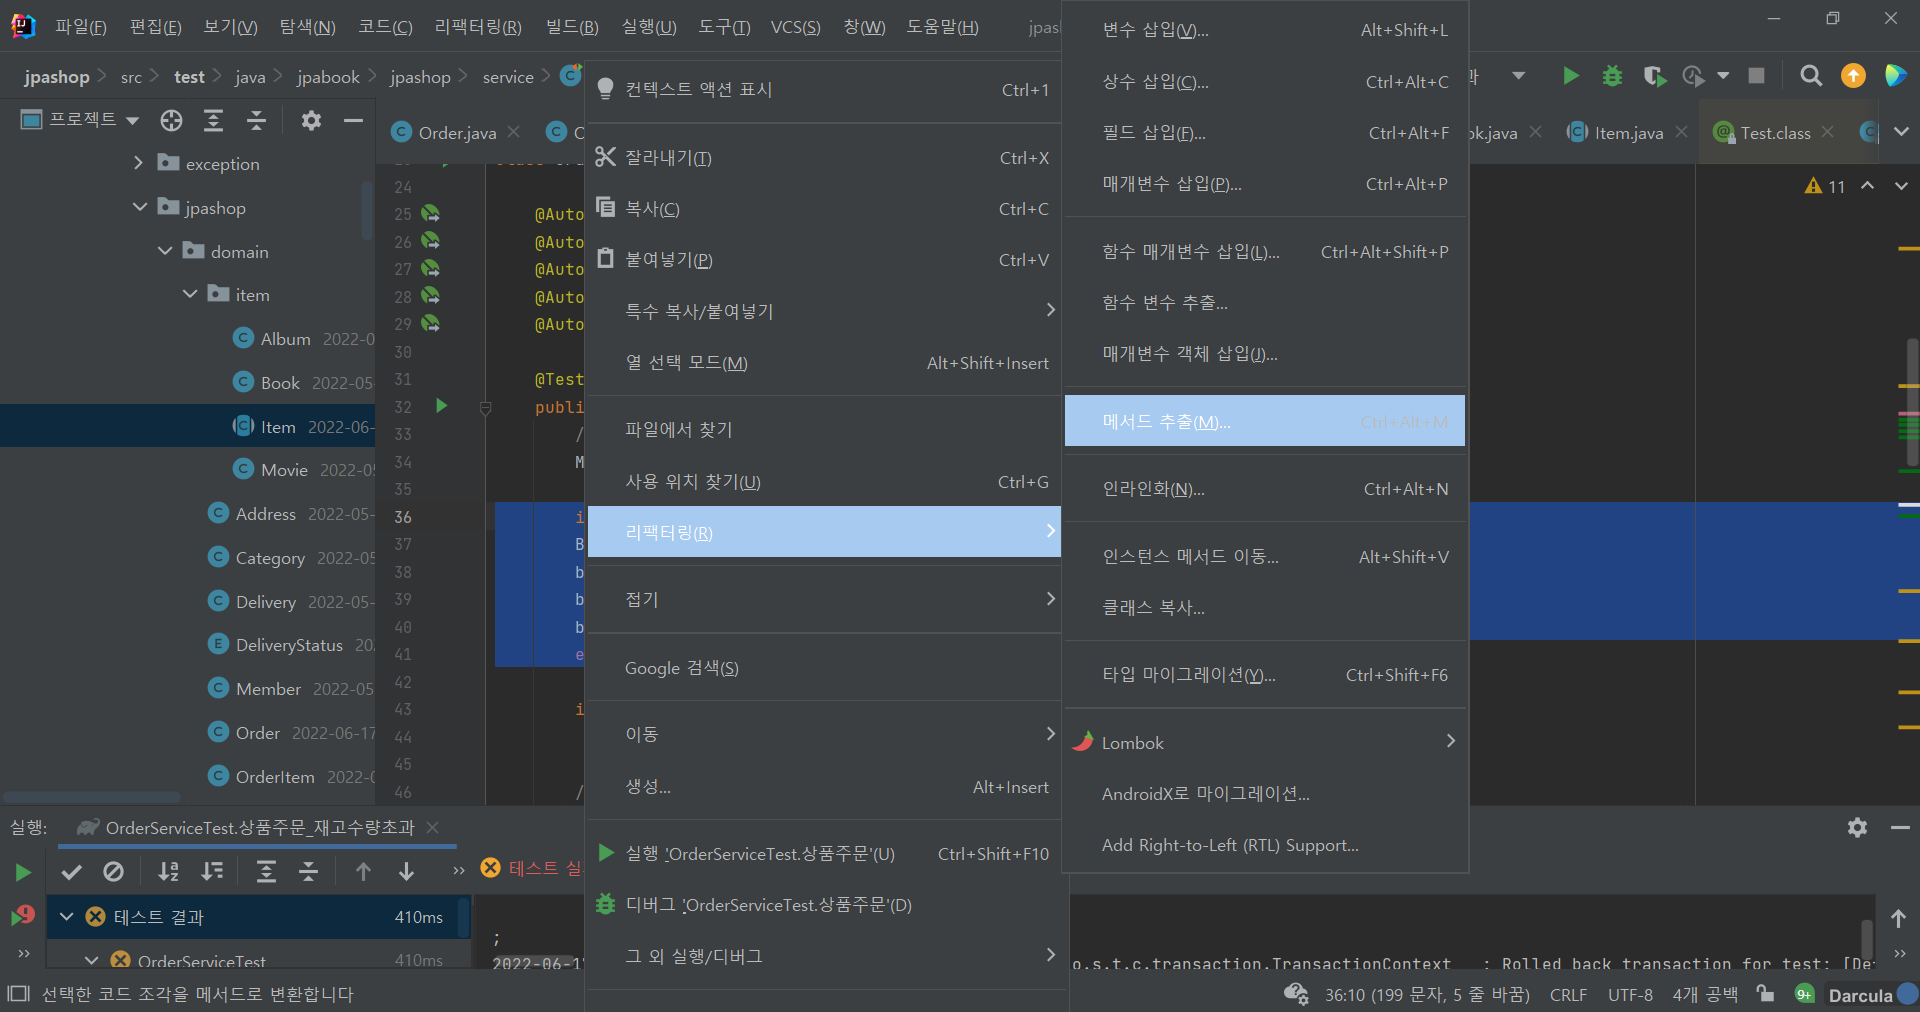 파일(F) 편집(E) 보기(V) 탐색(N) 코드(C) 리팩터링(R) 빌드(B) 실행(U) 도구(T) VCS(S) 창(W) 도움말(H)
jpashop > src > test > java > jpabook > jpashop > service >
프로젝트
Order.java
Item.java
Test.class
11
exception
jpashop
domain
item
Album 2022-0
Book 2022-05
Item 2022-06-
Movie 2022-05
Address 2022-05-
Category 2022-05
Delivery 2022-05-
DeliveryStatus 202
Member 2022-05
Order 2022-06-17
OrderItem 2022-0
24
25 @Auto
26 @Auto
27 @Auto
28 @Auto
29 @Auto
30
31 @Test
32 publi
33 /
34 M
35
36 i
37 B
38 b
39 b
40 b
41 e
42
43 i
44
45
46 /
컨텍스트 액션 표시 Ctrl+1
잘라내기(T) Ctrl+X
복사(C) Ctrl+C
붙여넣기(P) Ctrl+V
특수 복사/붙여넣기
열 선택 모드(M) Alt+Shift+Insert
파일에서 찾기
사용 위치 찾기(U) Ctrl+G
리팩터링(R)
접기
Google 검색(S)
이동
생성... Alt+Insert
실행 'OrderServiceTest.상품주문'(U) Ctrl+Shift+F10
디버그 'OrderServiceTest.상품주문'(D)
그 외 실행/디버그
변수 삽입(V)... Alt+Shift+L
상수 삽입(C)... Ctrl+Alt+C
필드 삽입(F)... Ctrl+Alt+F
매개변수 삽입(P)... Ctrl+Alt+P
함수 매개변수 삽입(L)... Ctrl+Alt+Shift+P
함수 변수 추출...
매개변수 객체 삽입(J)...
메서드 추출(M)... Ctrl+Alt+M
인라인화(N)... Ctrl+Alt+N
인스턴스 메서드 이동... Alt+Shift+V
클래스 복사...
타입 마이그레이션(Y)... Ctrl+Shift+F6
Lombok
AndroidX로 마이그레이션...
Add Right-to-Left (RTL) Support...
실행: OrderServiceTest.상품주문_재고수량초과
테스트 실
테스트 결과 410ms
OrderServiceTest 410ms
;
2022-06-1
o.s.t.c.transaction.TransactionContext : Rolled back transaction for test: [De
선택한 코드 조각을 메서드로 변환합니다
36:10 (199 문자, 5 줄 바꿈) CRLF UTF-8 4개 공백 9+ Darcula